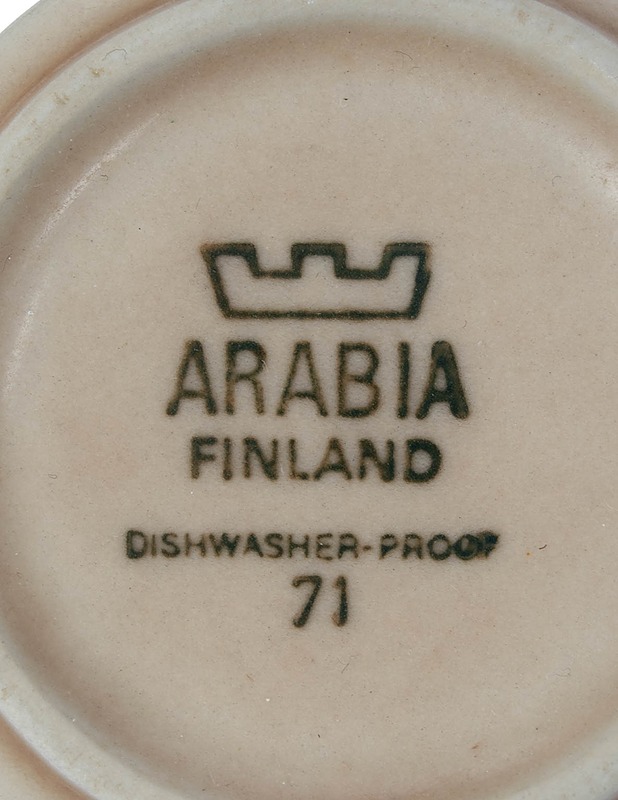 ARABIA
FINLAND
DISHWASHER-PROOF
71